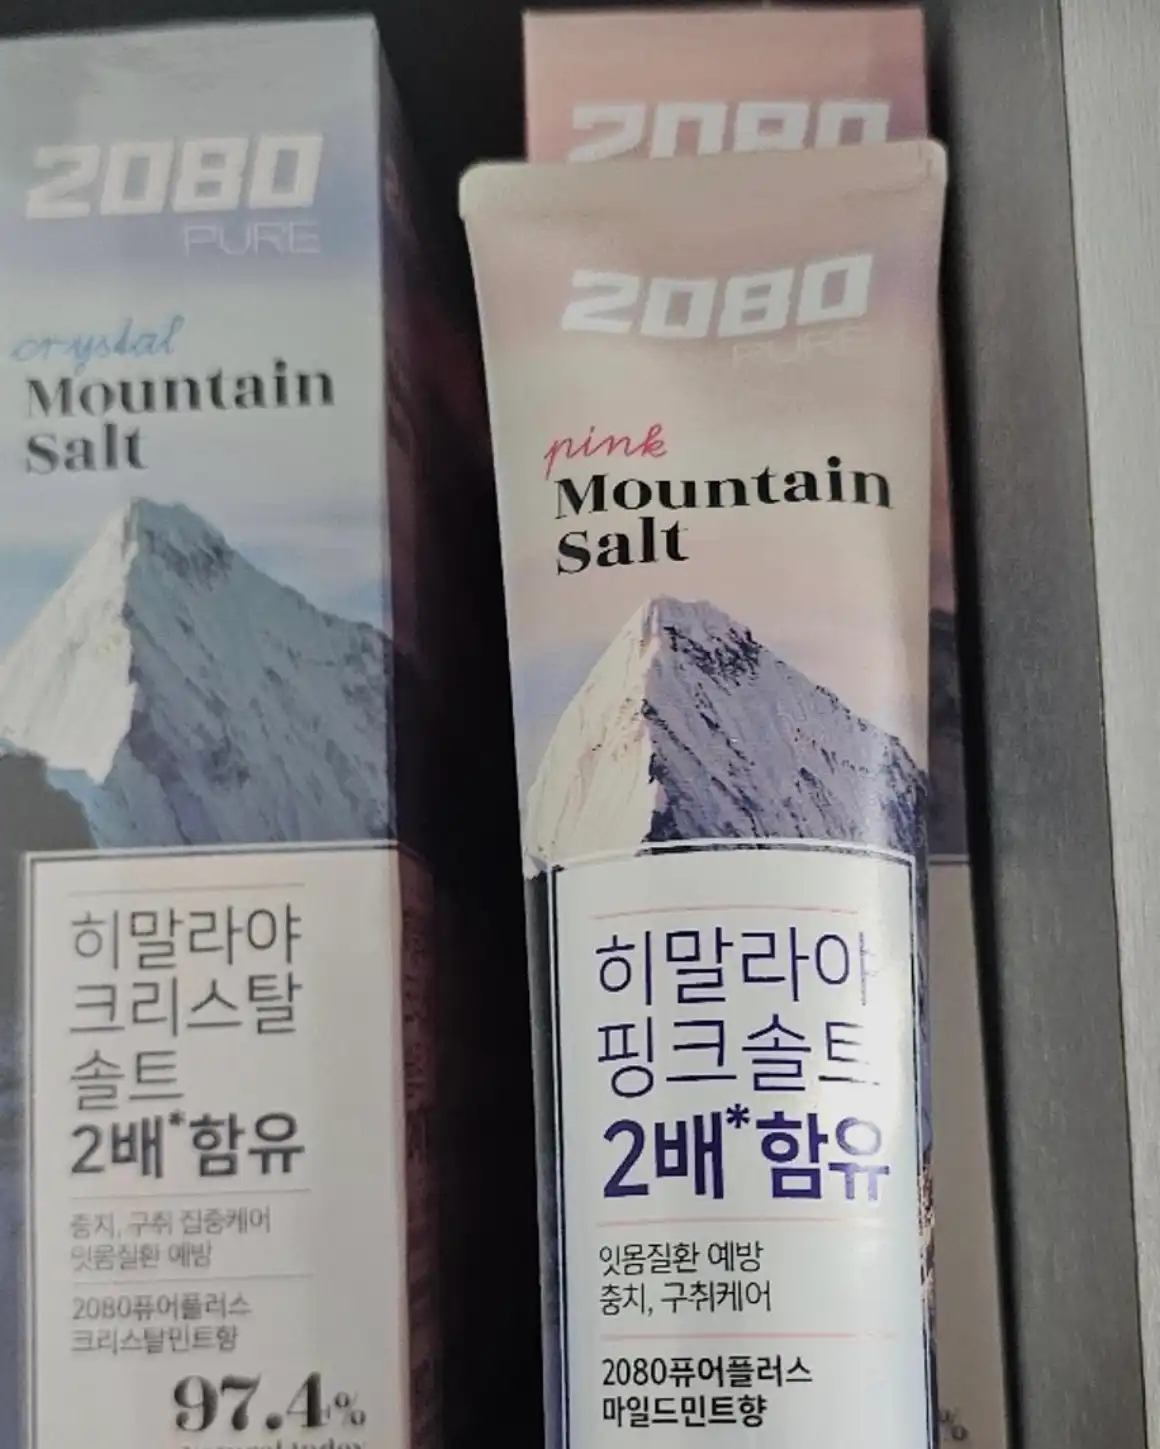 2080
PURE
crystal
Mountain
Salt
히말라야
크리스탈
솔트
2배*함유
충치, 구취 집중케어
잇몸질환 예방
2080퓨어플러스
크리스탈민트향
97.4%
Natural Index
2080
2080
PURE
pink
Mountain
Salt
히말라야
핑크솔트
2배*함유
잇몸질환 예방
충치, 구취케어
2080퓨어플러스
마일드민트향
%